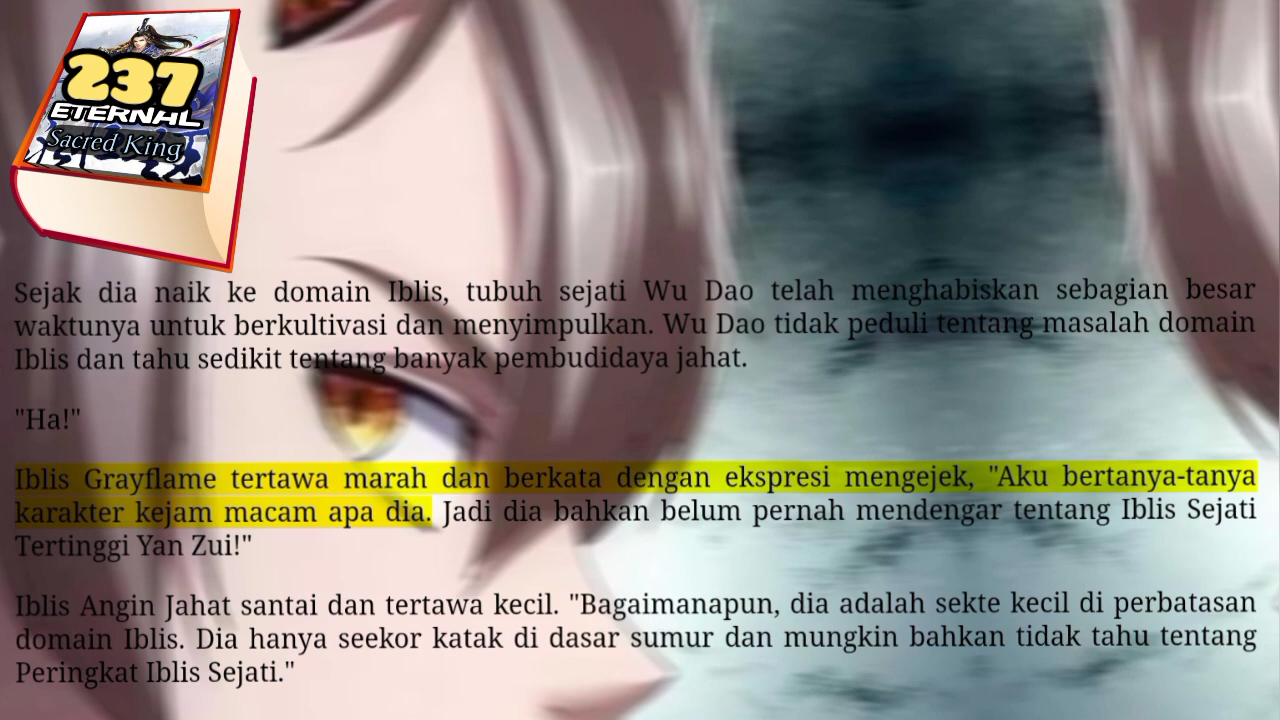 237
ETERNAL
Sacred King
Sejak dia naik ke domain Iblis, tubuh sejati Wu Dao telah menghabiskan sebagian besar
waktunya untuk berkultivasi dan menyimpulkan. Wu Dao tidak peduli tentang masalah domain
Iblis dan tahu sedikit tentang banyak pembudidaya jahat.
"Ha!"
Iblis Grayflame tertawa marah dan berkata dengan ekspresi mengejek, "Aku bertanya-tanya
karakter kejam macam apa dia. Jadi dia bahkan belum pernah mendengar tentang Iblis Sejati
Tertinggi Yan Zui!"
Iblis Angin Jahat santai dan tertawa kecil. "Bagaimanapun, dia adalah sekte kecil di perbatasan
domain Iblis. Dia hanya seekor katak di dasar sumur dan mungkin bahkan tidak tahu tentang
Peringkat Iblis Sejati."